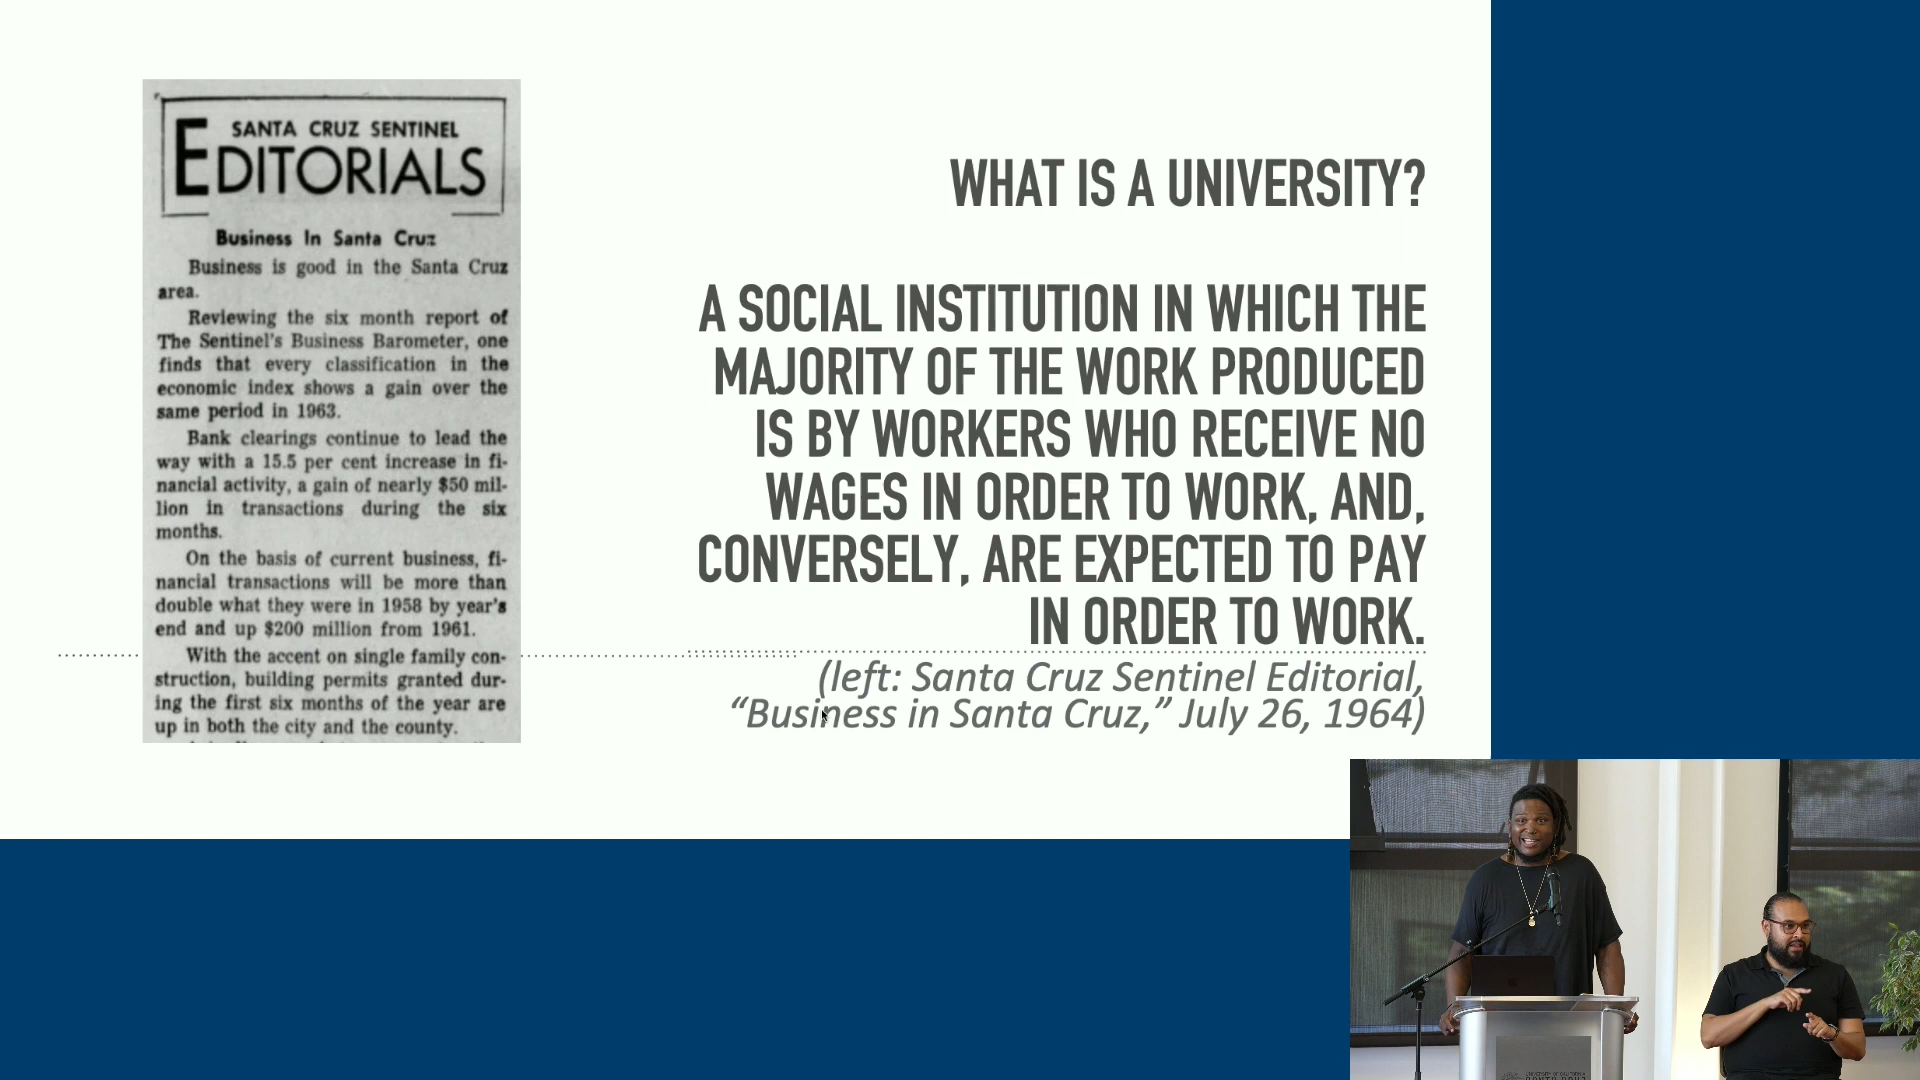 SANTA CRUZ SENTINEL
EDITORIALS
Business In Santa Cruz
Business is good in the Santa Cruz
area.
Reviewing the six month report of
The Sentinel's Business Barometer, one
finds that every classification in the
economic index shows a gain over the
same period in 1963.
Bank clearings continue to lead the
way with a 15.5 per cent increase in fi-
nancial activity, a gain of nearly $50 mil-
lion in transactions during the six
months.
On the basis of current business, fi-
nancial transactions will be more than
double what they were in 1958 by year's
end and up $200 million from 1961.
With the accent on single family con-
struction, building permits granted dur-
ing the first six months of the year are
up in both the city and the county.
WHAT IS A UNIVERSITY?
A SOCIAL INSTITUTION IN WHICH THE
MAJORITY OF THE WORK PRODUCED
IS BY WORKERS WHO RECEIVE NO
WAGES IN ORDER TO WORK, AND,
CONVERSELY, ARE EXPECTED TO PAY
IN ORDER TO WORK.
(left: Santa Cruz Sentinel Editorial,
“Business in Santa Cruz,” July 26, 1964)
UNIVERSITY OF CALIFORNIA
SANTA CRUZ